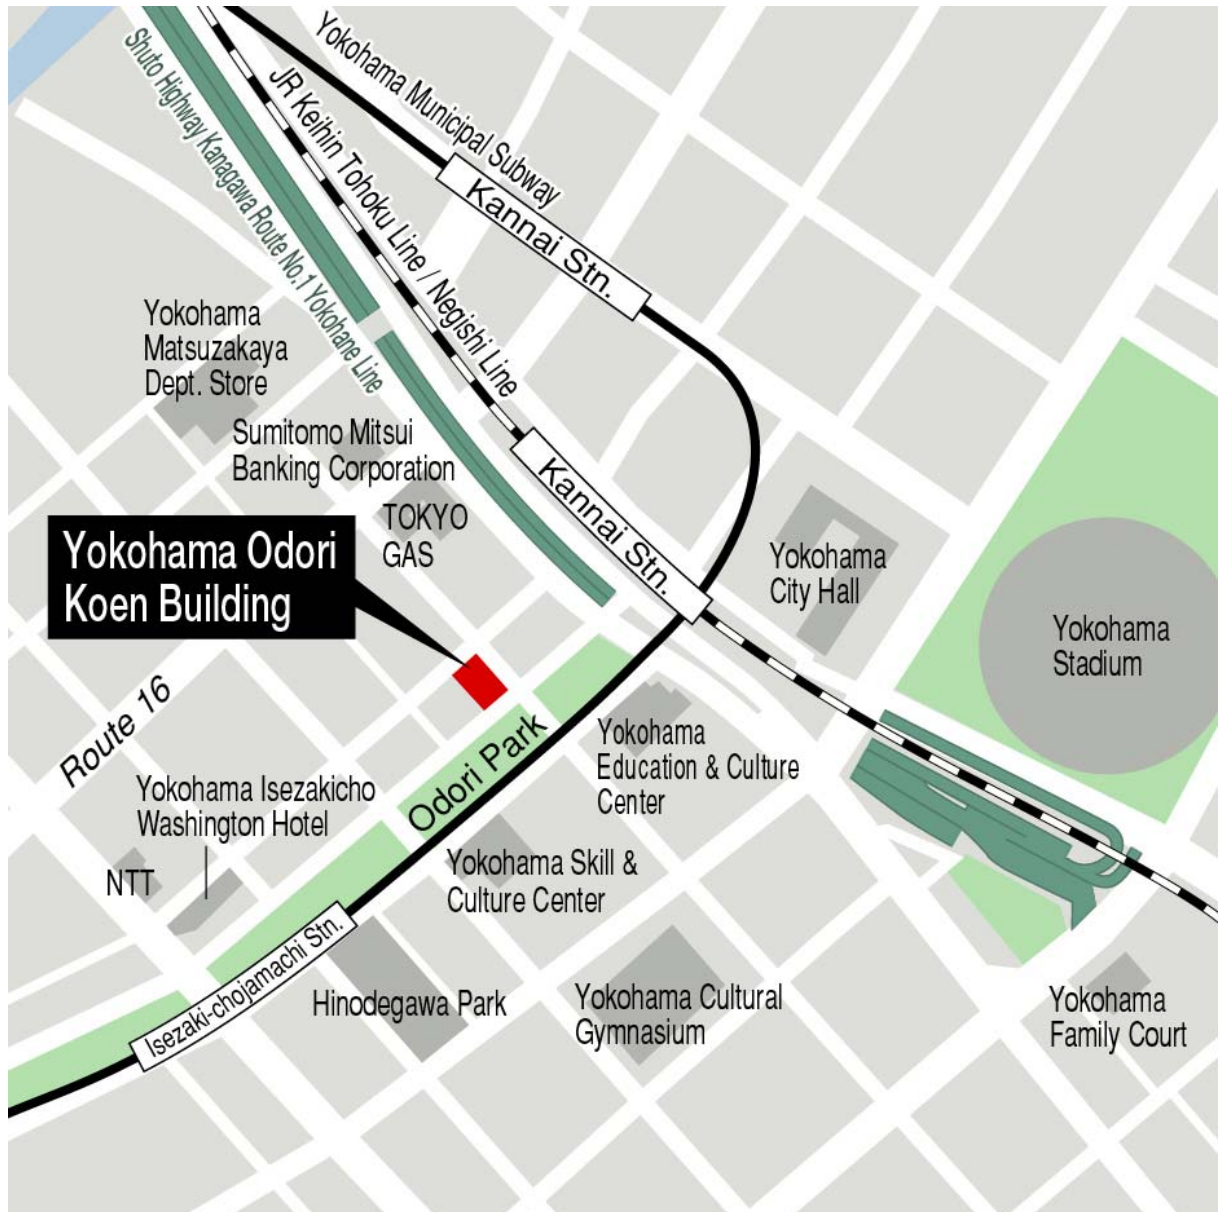 Yokohama Municipal Subway
Shuto Highway Kanagawa Route No.1 Yokohane Line
JR Keihin Tohoku Line / Negishi Line
Kannai Stn.
Yokohama
Matsuzakaya
Dept. Store
Sumitomo Mitsui
Banking Corporation
Kannai Stn.
TOKYO
GAS
Yokohama Odori
Koen Building
Yokohama
City Hall
Yokohama
Stadium
Route 16
Odori Park
Yokohama
Education & Culture
Center
Yokohama Isezakicho
Washington Hotel
NTT
Yokohama Skill &
Culture Center
Isezaki-chojamachi Stn.
Hinodegawa Park
Yokohama Cultural
Gymnasium
Yokohama
Family Court